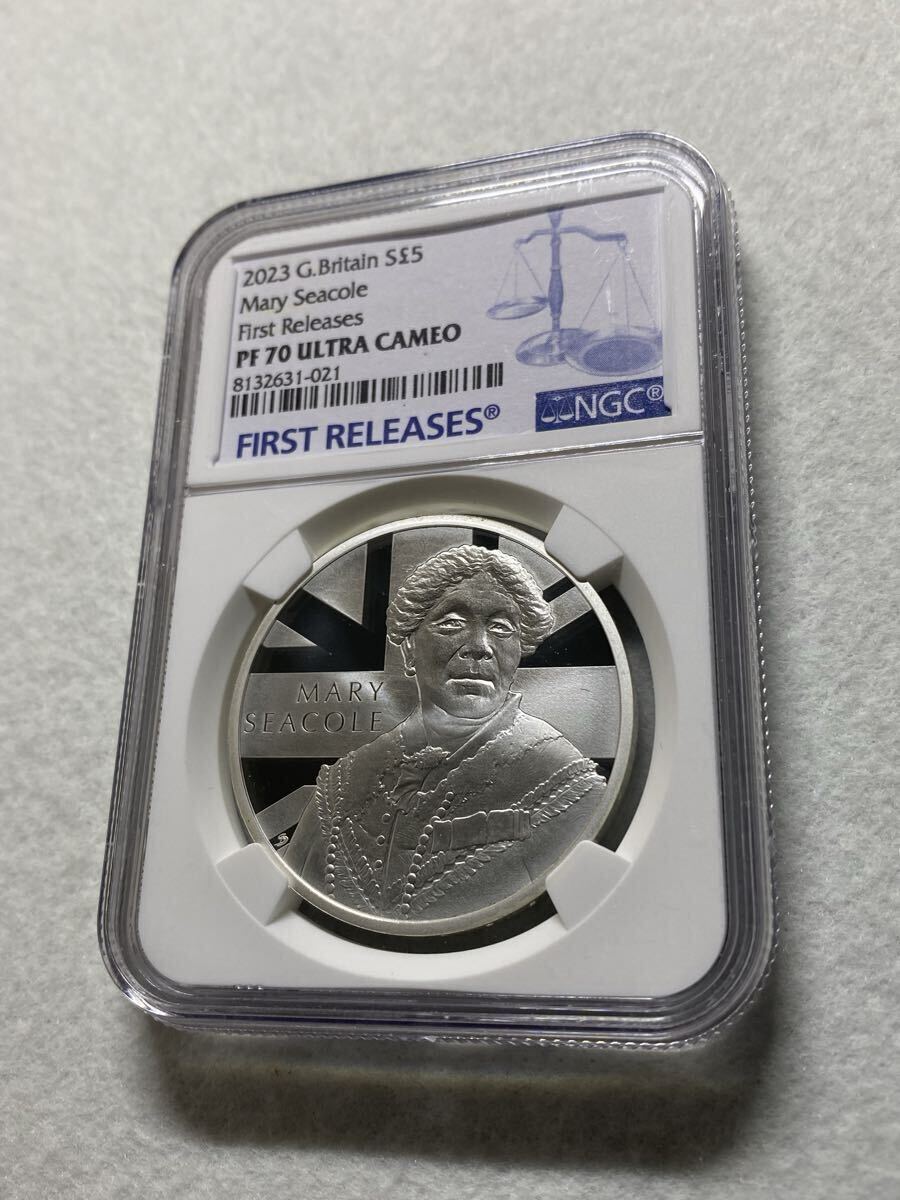 2023 G.Britain S£5
Mary Seacole
First Releases
PF 70 ULTRA CAMEO
8132631-021
FIRST RELEASES®
NGC®
MARY
SEACOLE